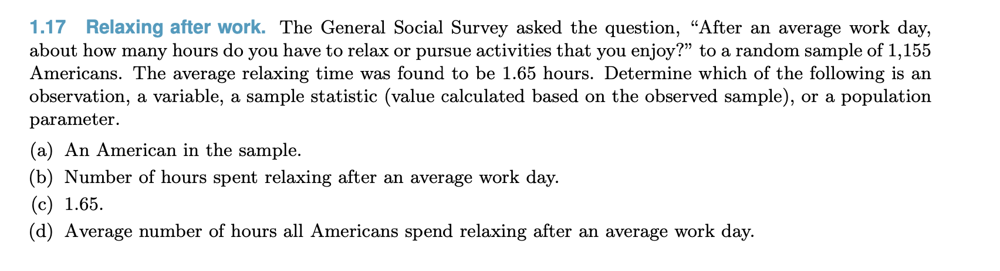 1.17 Relaxing after work. The General Social Survey asked the question, “After an average work day,
about how many hours do you have to relax or pursue activities that you enjoy?” to a random sample of 1,155
Americans. The average relaxing time was found to be 1.65 hours. Determine which of the following is an
observation, a variable, a sample statistic (value calculated based on the observed sample), or a population
parameter.
(a) An American in the sample.
(b) Number of hours spent relaxing after an average work day.
(c) 1.65.
(d) Average number of hours all Americans spend relaxing after an average work day.